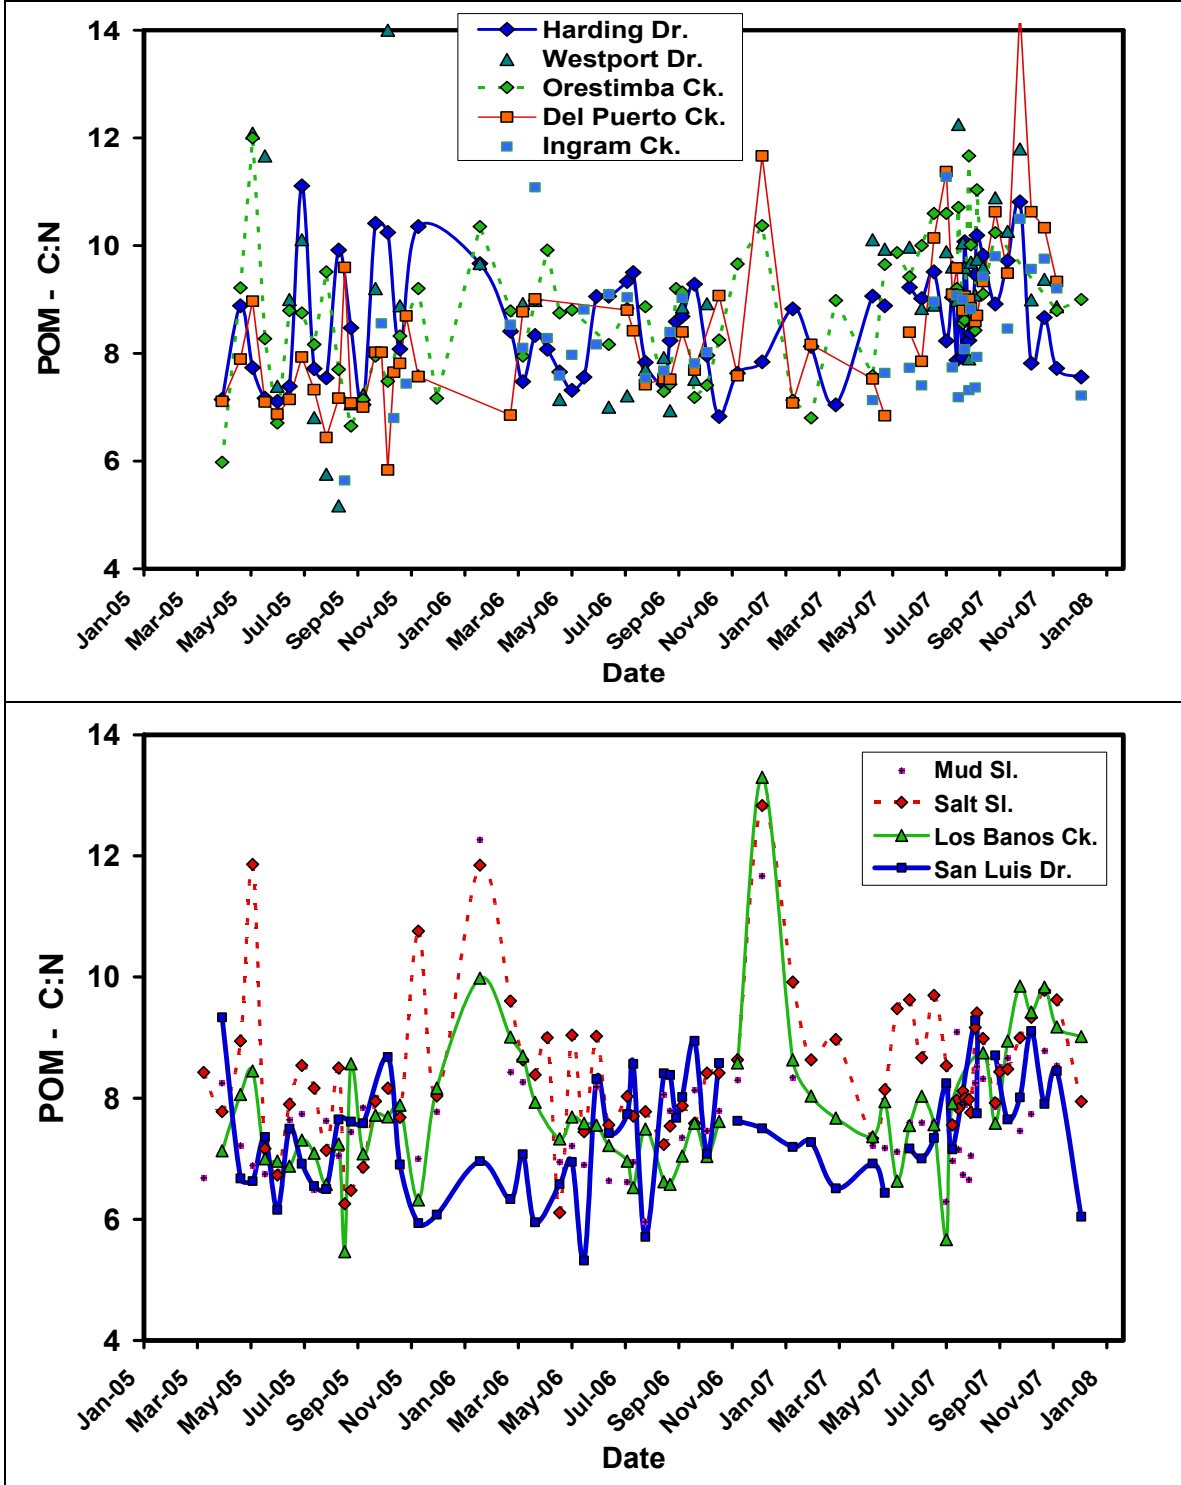 14
12
10
8
6
4
POM - C:N
Harding Dr.
Westport Dr.
Orestimba Ck.
Del Puerto Ck.
Ingram Ck.
Jan-05
Mar-05
May-05
Jul-05
Sep-05
Nov-05
Jan-06
Mar-06
May-06
Jul-06
Sep-06
Nov-06
Jan-07
Mar-07
May-07
Jul-07
Sep-07
Nov-07
Jan-08
Date
14
12
10
8
6
4
POM - C:N
Mud Sl.
Salt Sl.
Los Banos Ck.
San Luis Dr.
Jan-05
Mar-05
May-05
Jul-05
Sep-05
Nov-05
Jan-06
Mar-06
May-06
Jul-06
Sep-06
Nov-06
Jan-07
Mar-07
May-07
Jul-07
Sep-07
Nov-07
Jan-08
Date